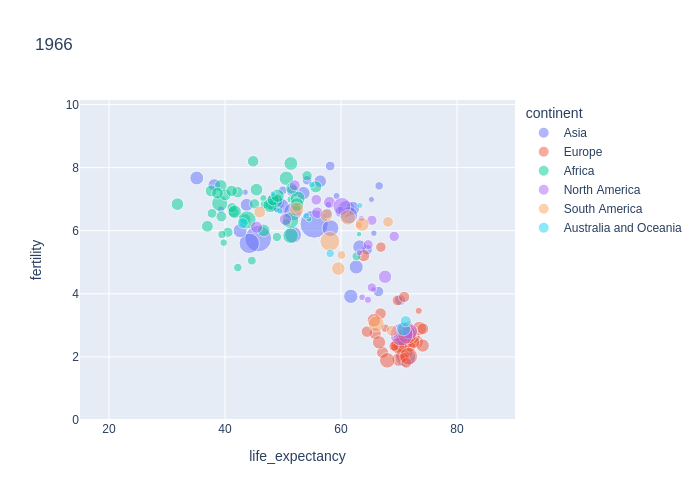 1966
continent
Asia
Europe
Africa
North America
South America
Australia and Oceania
fertility
10
8
6
4
2
0
20
40
60
80
life_expectancy